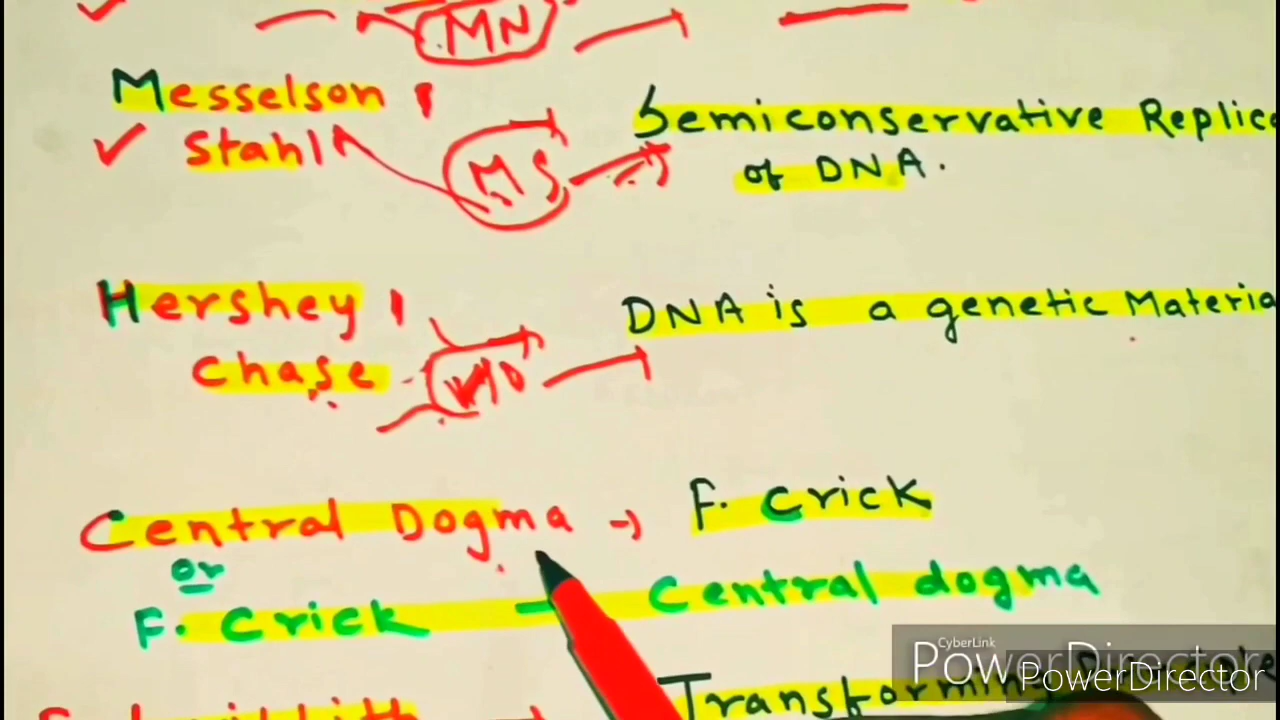 MN
Messelson
Semiconservative Replic
Stahl
MS
of DNA.
Hershey
DNA is a genetic Materia
Chase
Central Dogma → F. Crick
or
F. Crick - Central dogma
Transforming
CyberLink
PowerDirector
PowerDirector